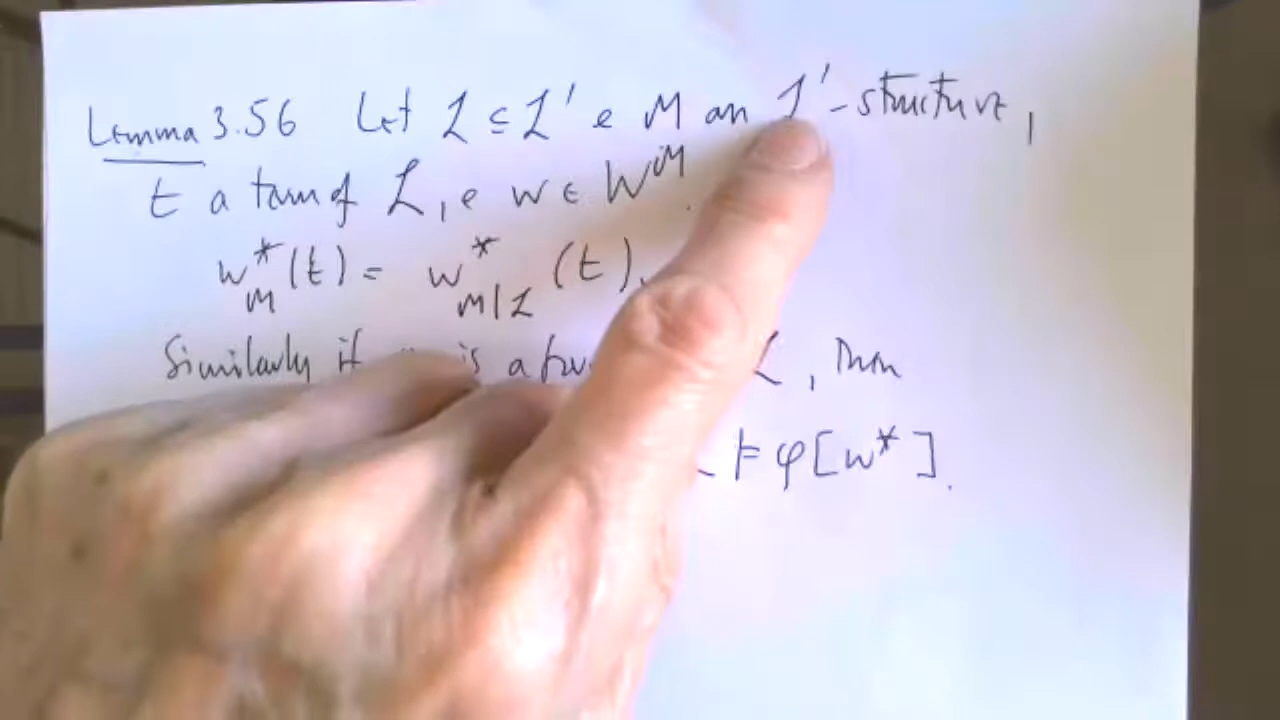 Lemma 3.56 Let L ⊆ L' e M an L'-structure,
t a term of L, e w ∈ W^M.
w*_M(t) = w*_{M|L}(t).
Similarly if is a L, then
⊨ φ[w*].